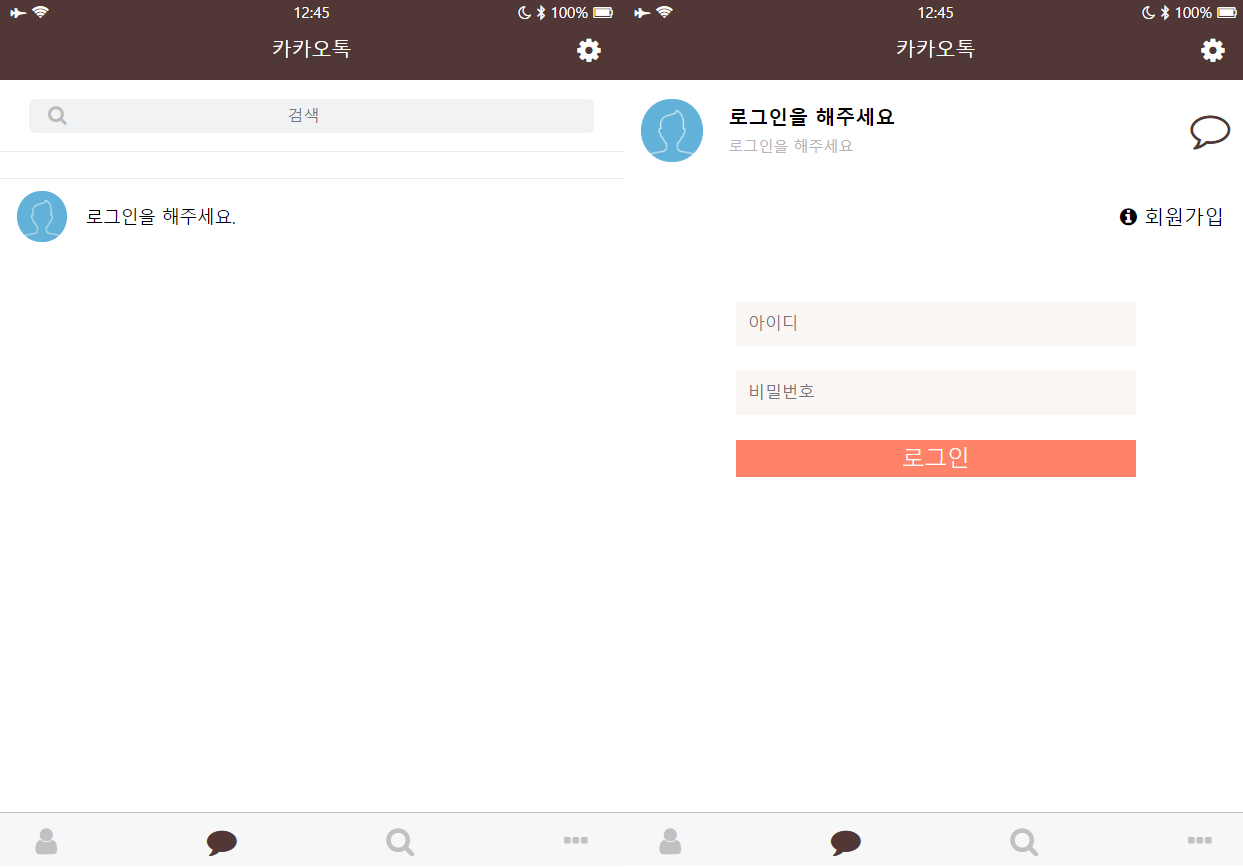 12:45
100%
카카오톡
검색
로그인을 해주세요.
12:45
100%
카카오톡
로그인을 해주세요
로그인을 해주세요
회원가입
아이디
비밀번호
로그인